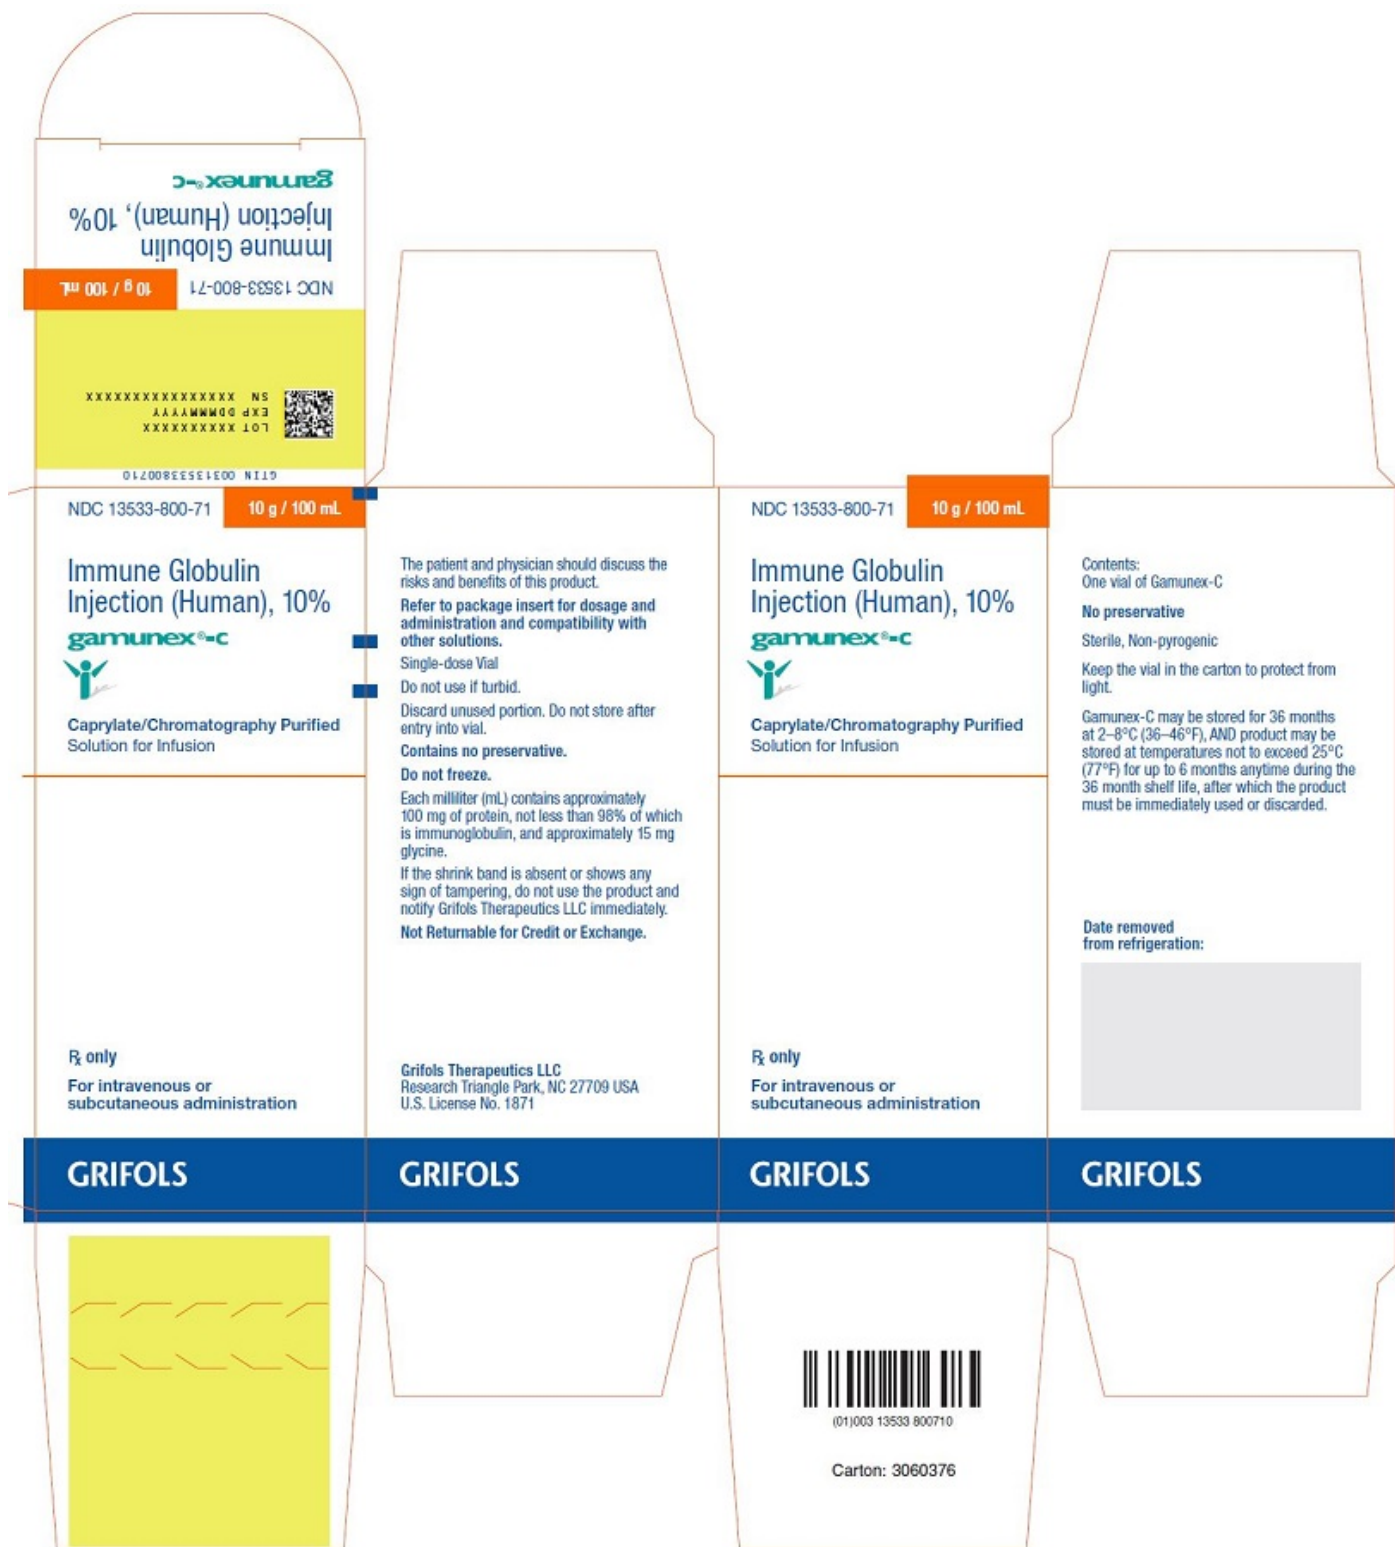 gamunex®-c
Immune Globulin
Injection (Human), 10%
NDC 13533-800-71
10 g / 100 mL
GTIN 00313533800710
LOT XXXXXXXXXX
EXP DDMMMYYYY
SN XXXXXXXXXXXXXXXX
NDC 13533-800-71
10 g / 100 mL
Immune Globulin
Injection (Human), 10%
gamunex®-c
Caprylate/Chromatography Purified
Solution for Infusion
℞ only
For intravenous or
subcutaneous administration
GRIFOLS
The patient and physician should discuss the
risks and benefits of this product.
Refer to package insert for dosage and
administration and compatibility with
other solutions.
Single-dose Vial
Do not use if turbid.
Discard unused portion. Do not store after
entry into vial.
Contains no preservative.
Do not freeze.
Each milliliter (mL) contains approximately
100 mg of protein, not less than 98% of which
is immunoglobulin, and approximately 15 mg
glycine.
If the shrink band is absent or shows any
sign of tampering, do not use the product and
notify Grifols Therapeutics LLC immediately.
Not Returnable for Credit or Exchange.
Grifols Therapeutics LLC
Research Triangle Park, NC 27709 USA
U.S. License No. 1871
GRIFOLS
NDC 13533-800-71
10 g / 100 mL
Immune Globulin
Injection (Human), 10%
gamunex®-c
Caprylate/Chromatography Purified
Solution for Infusion
℞ only
For intravenous or
subcutaneous administration
GRIFOLS
Contents:
One vial of Gamunex-C
No preservative
Sterile, Non-pyrogenic
Keep the vial in the carton to protect from
light.
Gamunex-C may be stored for 36 months
at 2–8°C (36–46°F), AND product may be
stored at temperatures not to exceed 25°C
(77°F) for up to 6 months anytime during the
36 month shelf life, after which the product
must be immediately used or discarded.
Date removed
from refrigeration:
GRIFOLS
(01)003 13533 800710
Carton: 3060376